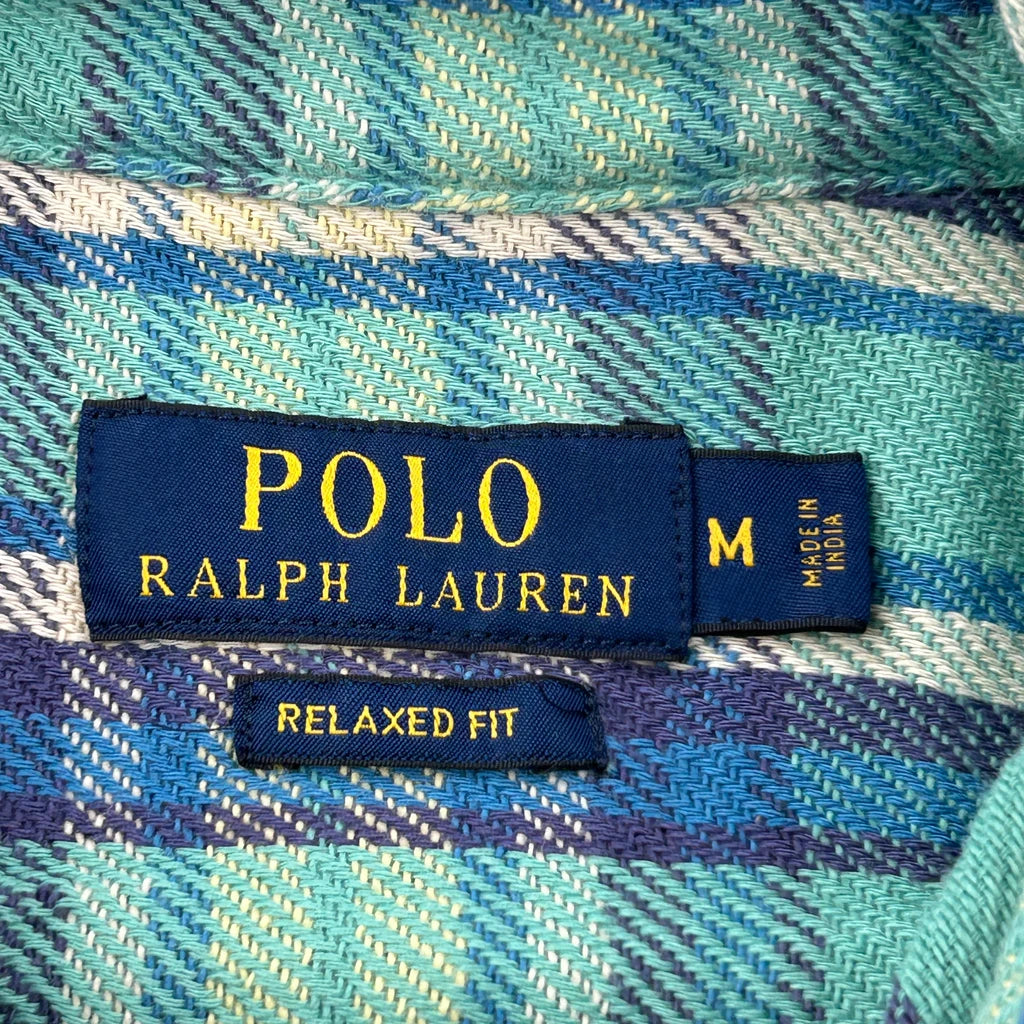 POLO
RALPH LAUREN
M
MADE IN
INDIA
RELAXED FIT